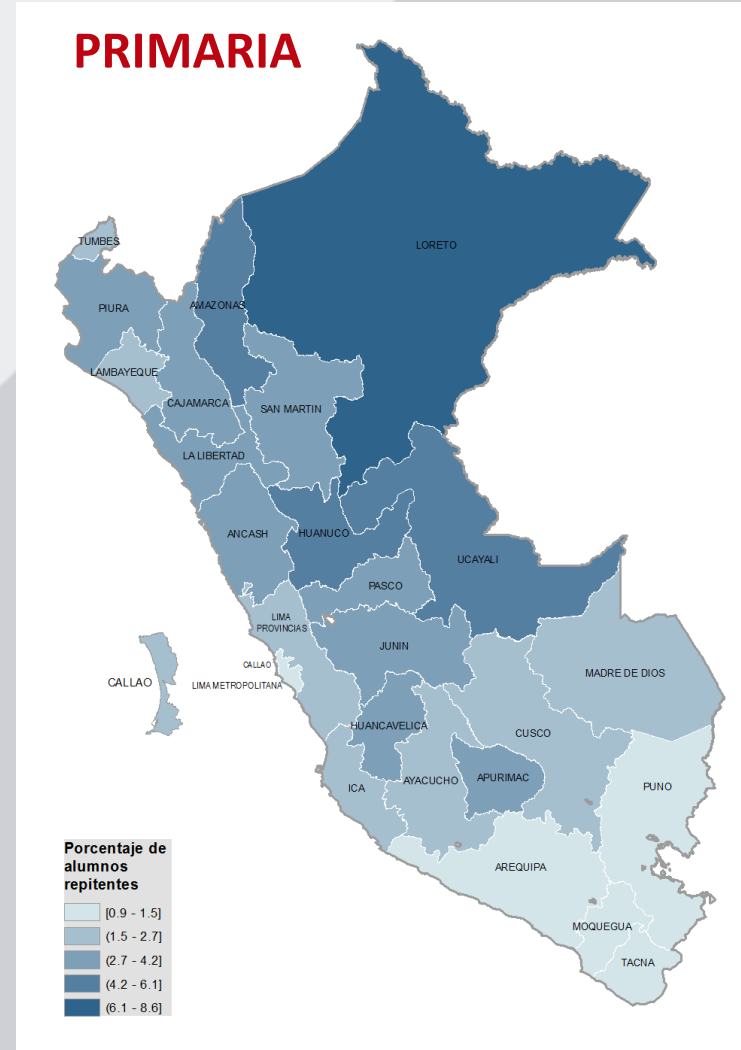 PRIMARIA
LORETO
TUMBES
PIURA
AMAZONAS
LAMBAYEQUE
CAJAMARCA
SAN MARTIN
LA LIBERTAD
ANCASH
HUANUCO
UCAYALI
PASCO
LIMA
PROVINCIAS
JUNIN
CALLAO
MADRE DE DIOS
CALLAO
LIMA METROPOLITANA
HUANCAVELICA
CUSCO
ICA
AYACUCHO
APURIMAC
PUNO
AREQUIPA
MOQUEGUA
TACNA
Porcentaje de
alumnos
repitentes
[0.9 - 1.5]
(1.5 - 2.7]
(2.7 - 4.2]
(4.2 - 6.1]
(6.1 - 8.6]